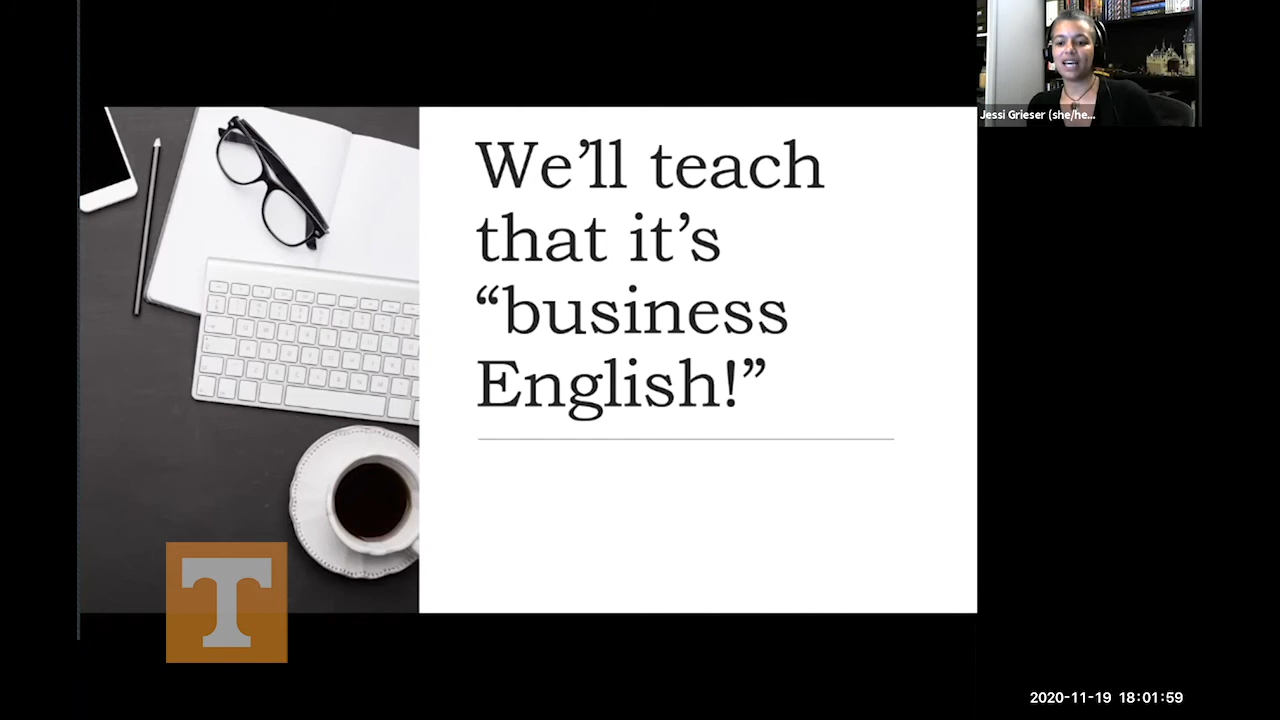 Jessi Grieser (she/he...
We’ll teach
that it’s
“business
English!”
T
2020-11-19 18:01:59